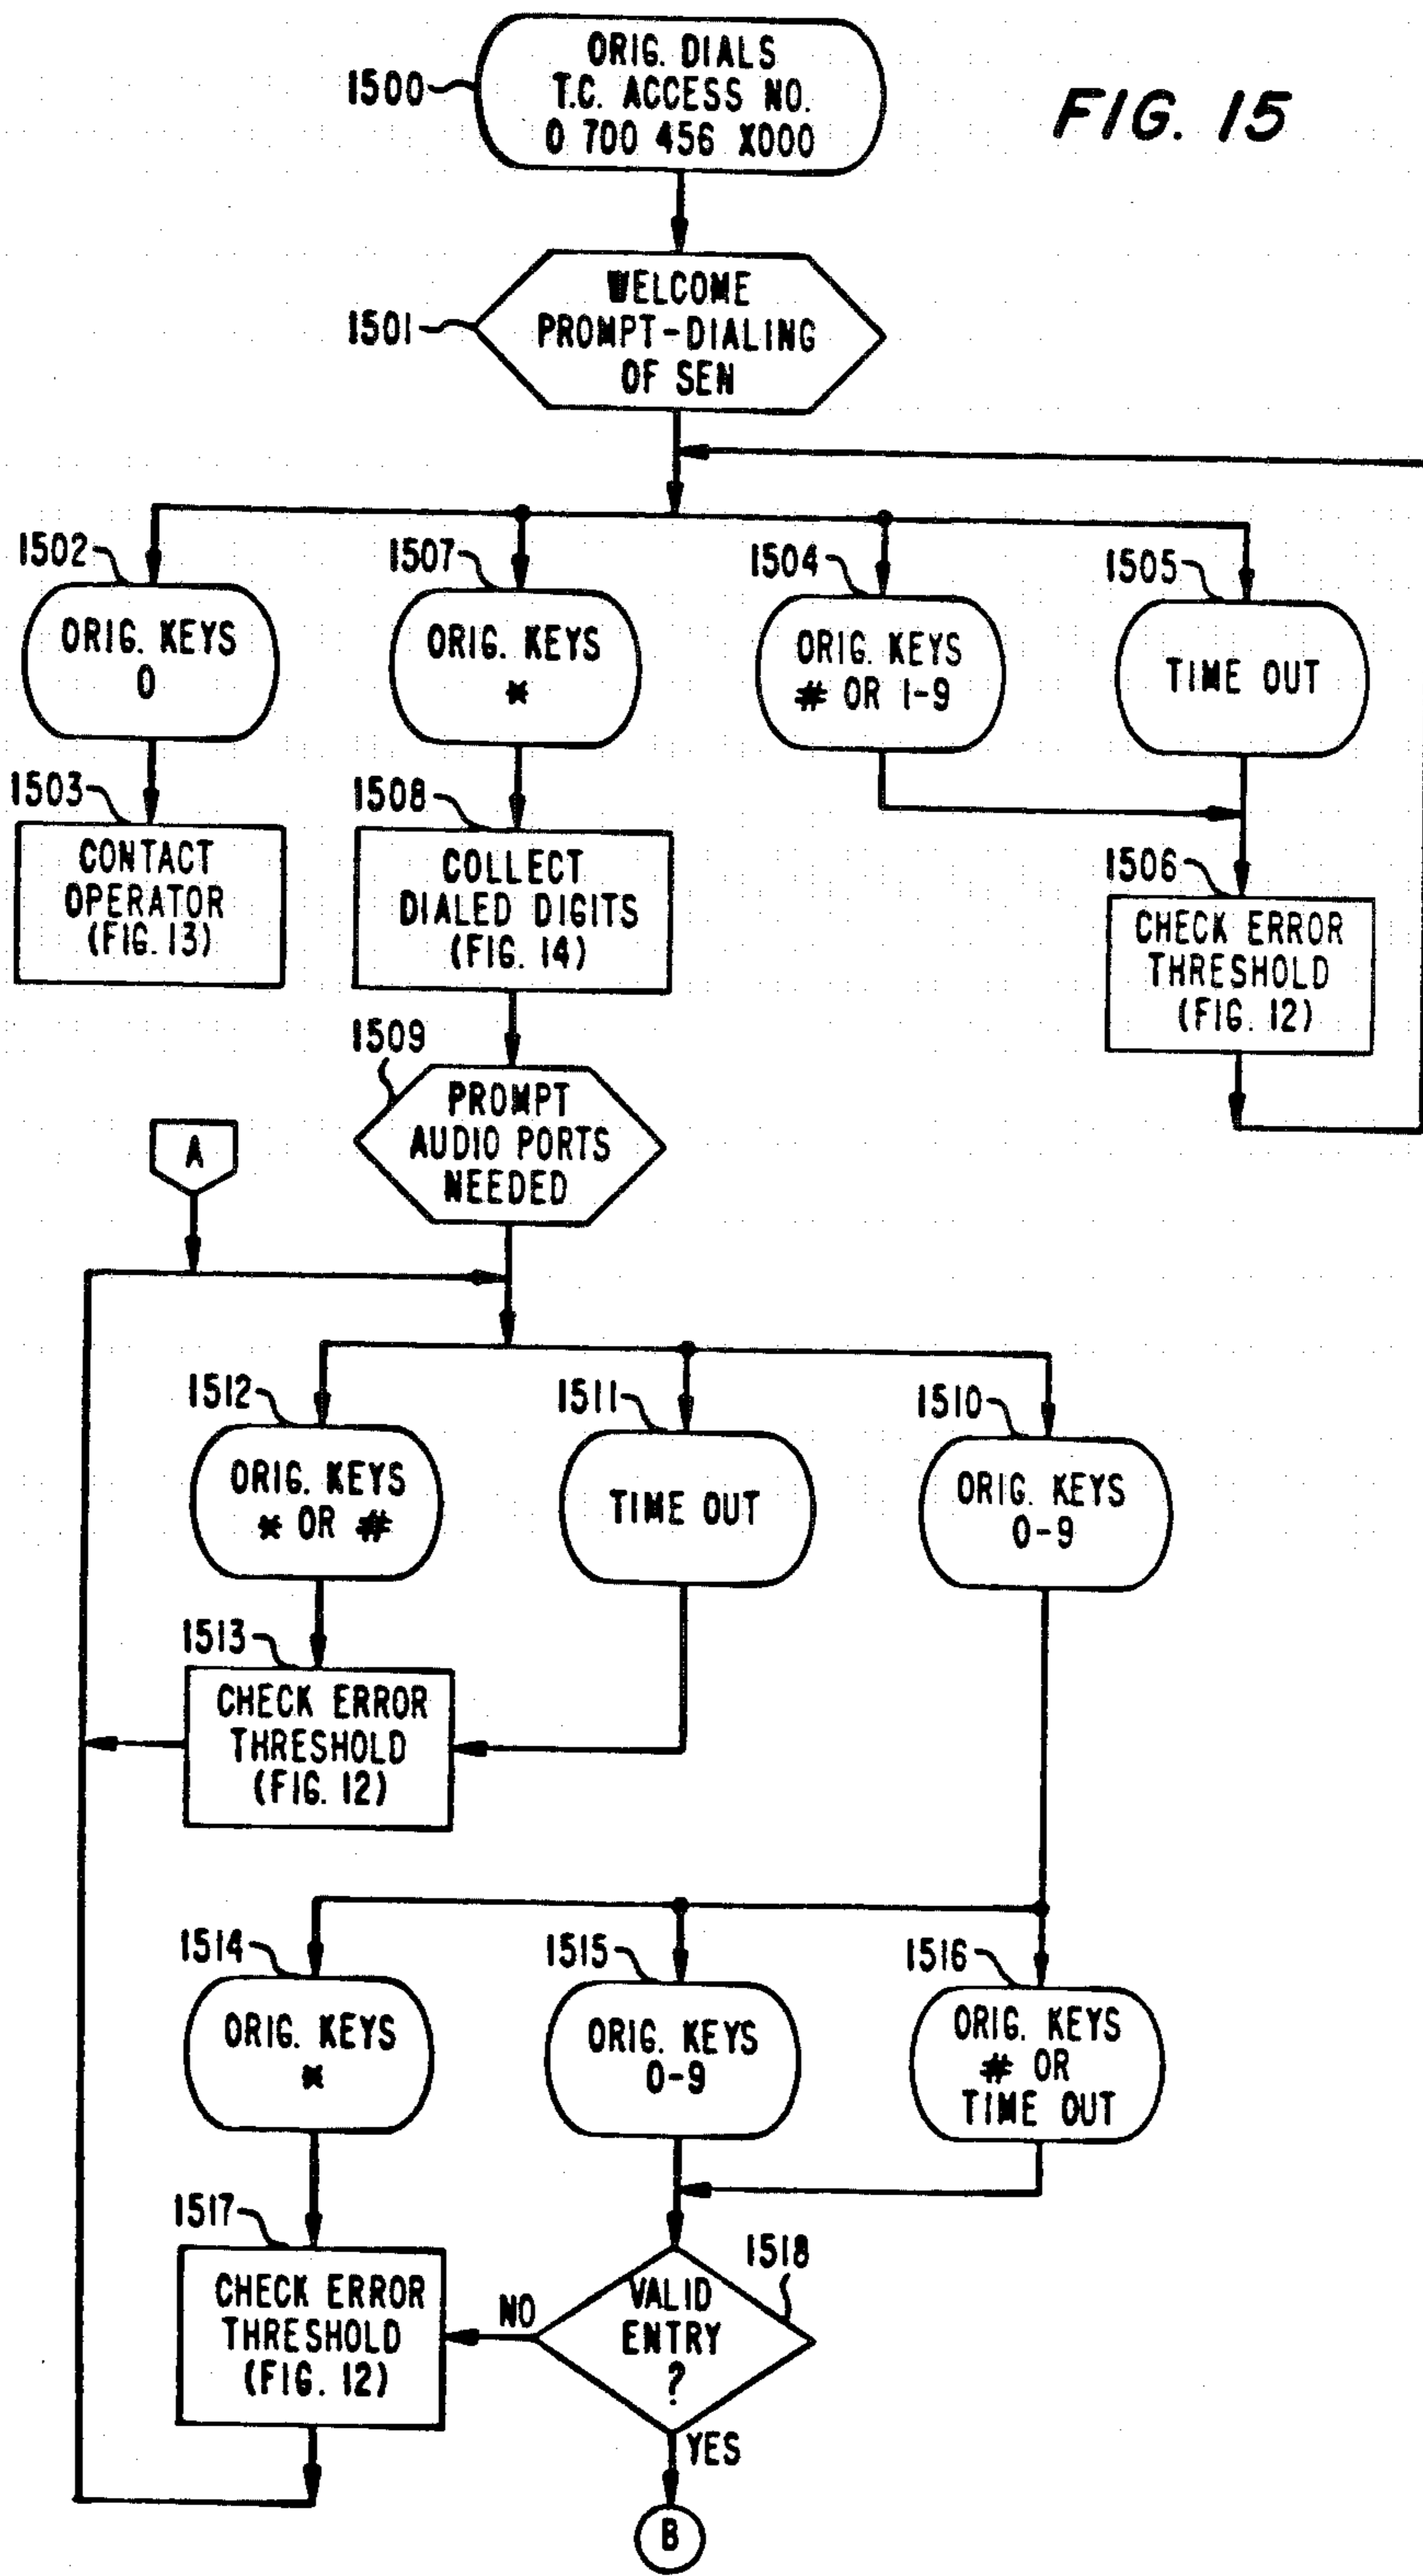 FIG. 15
1500
ORIG. DIALS
T.C. ACCESS NO.
0 700 456 X000
1501
WELCOME
PROMPT-DIALING
OF SEN
1502
ORIG. KEYS
0
1507
ORIG. KEYS
*
1504
ORIG. KEYS
# OR 1-9
1505
TIME OUT
1503
CONTACT
OPERATOR
(FIG. 13)
1508
COLLECT
DIALED DIGITS
(FIG. 14)
1506
CHECK ERROR
THRESHOLD
(FIG. 12)
1509
PROMPT
AUDIO PORTS
NEEDED
A
1512
ORIG. KEYS
* OR #
1511
TIME OUT
1510
ORIG. KEYS
0-9
1513
CHECK ERROR
THRESHOLD
(FIG. 12)
1514
ORIG. KEYS
*
1515
ORIG. KEYS
0-9
1516
ORIG. KEYS
# OR
TIME OUT
1517
CHECK ERROR
THRESHOLD
(FIG. 12)
NO
1518
VALID
ENTRY
?
YES
B